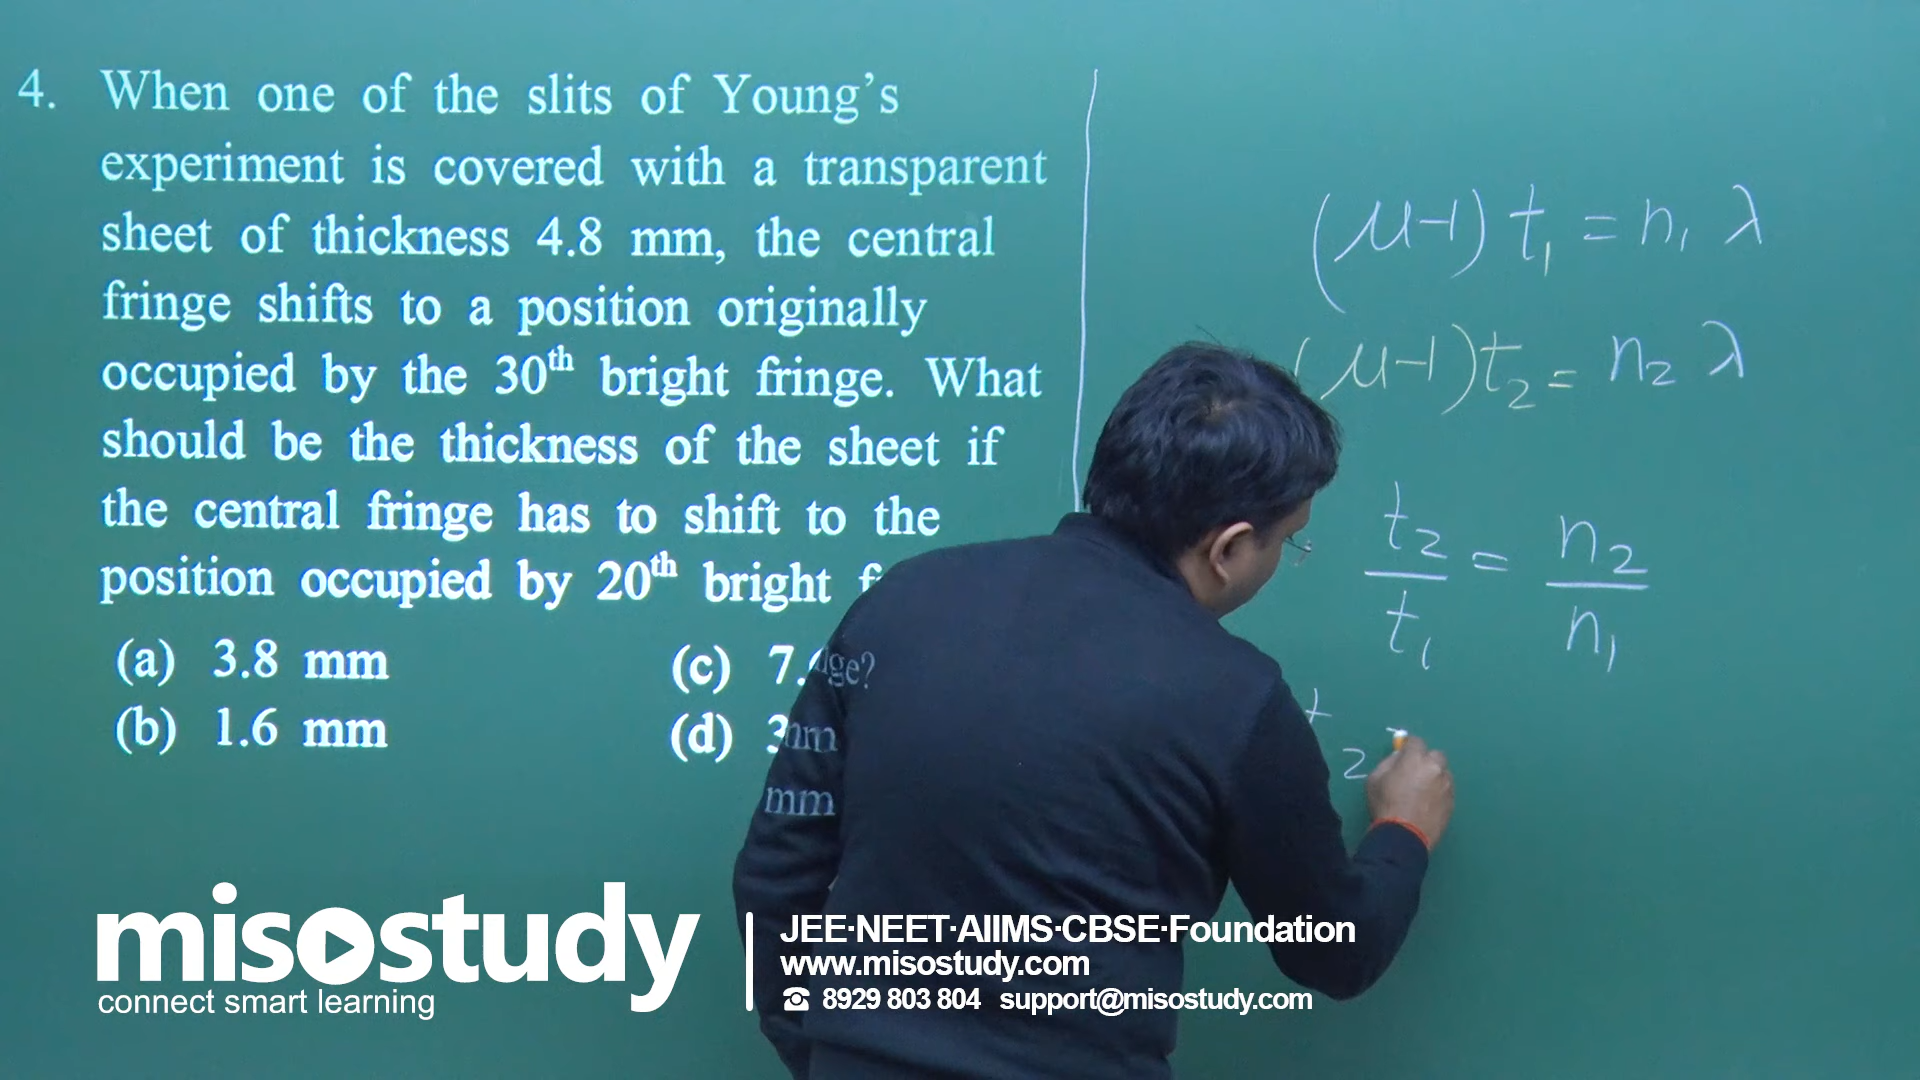 4. When one of the slits of Young's
experiment is covered with a transparent
sheet of thickness 4.8 mm, the central
fringe shifts to a position originally
occupied by the 30th bright fringe. What
should be the thickness of the sheet if
the central fringe has to shift to the
position occupied by 20th bright
(a) 3.8 mm
(c) 7.
(b) 1.6 mm
(d) 3
nge?
mm
mm
(μ-1) t₁ = n₁ λ
(μ-1) t₂ = n₂ λ
t₂/t₁ = n₂/n₁
t₂
misostudy
connect smart learning
JEE·NEET·AIIMS·CBSE·Foundation
www.misostudy.com
☎ 8929 803 804 support@misostudy.com